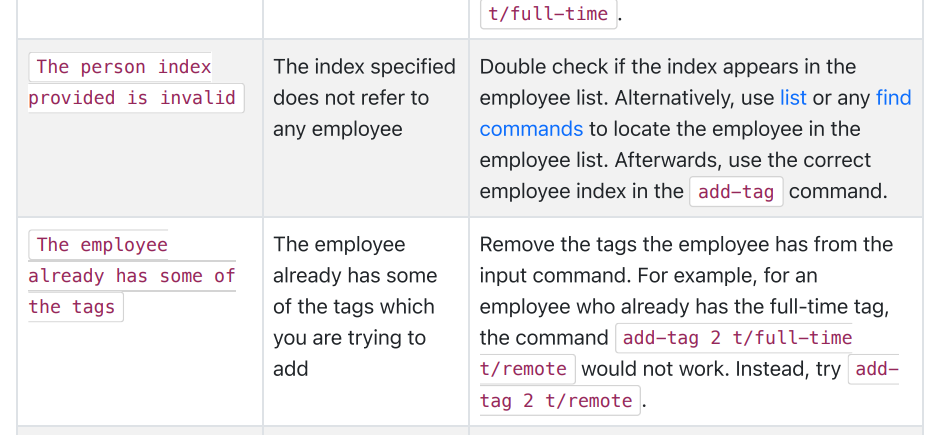 t/full-time .
The person index
provided is invalid
The index specified
does not refer to
any employee
Double check if the index appears in the
employee list. Alternatively, use list or any find
commands to locate the employee in the
employee list. Afterwards, use the correct
employee index in the add-tag command.
The employee
already has some of
the tags
The employee
already has some
of the tags which
you are trying to
add
Remove the tags the employee has from the
input command. For example, for an
employee who already has the full-time tag,
the command add-tag 2 t/full-time
t/remote would not work. Instead, try add-
tag 2 t/remote .